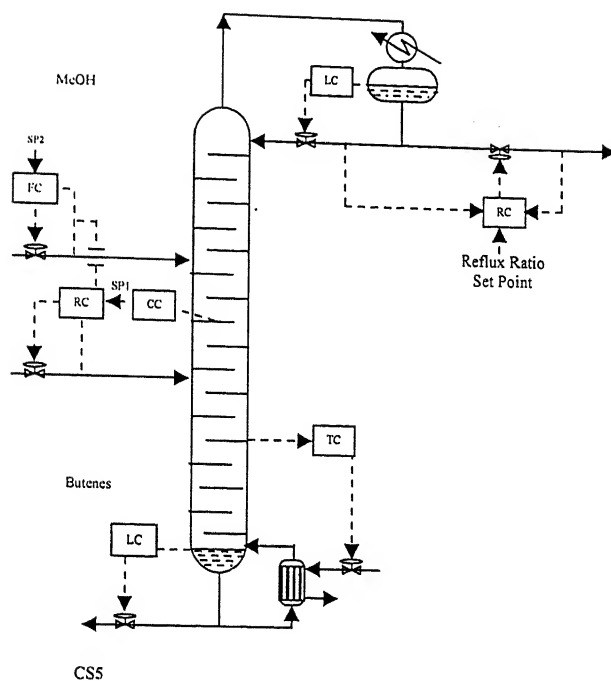 LC
MeOH
SP2
FC
RC
RC
SP1
CC
Reflux Ratio
Set Point
TC
Butenes
LC
CS5